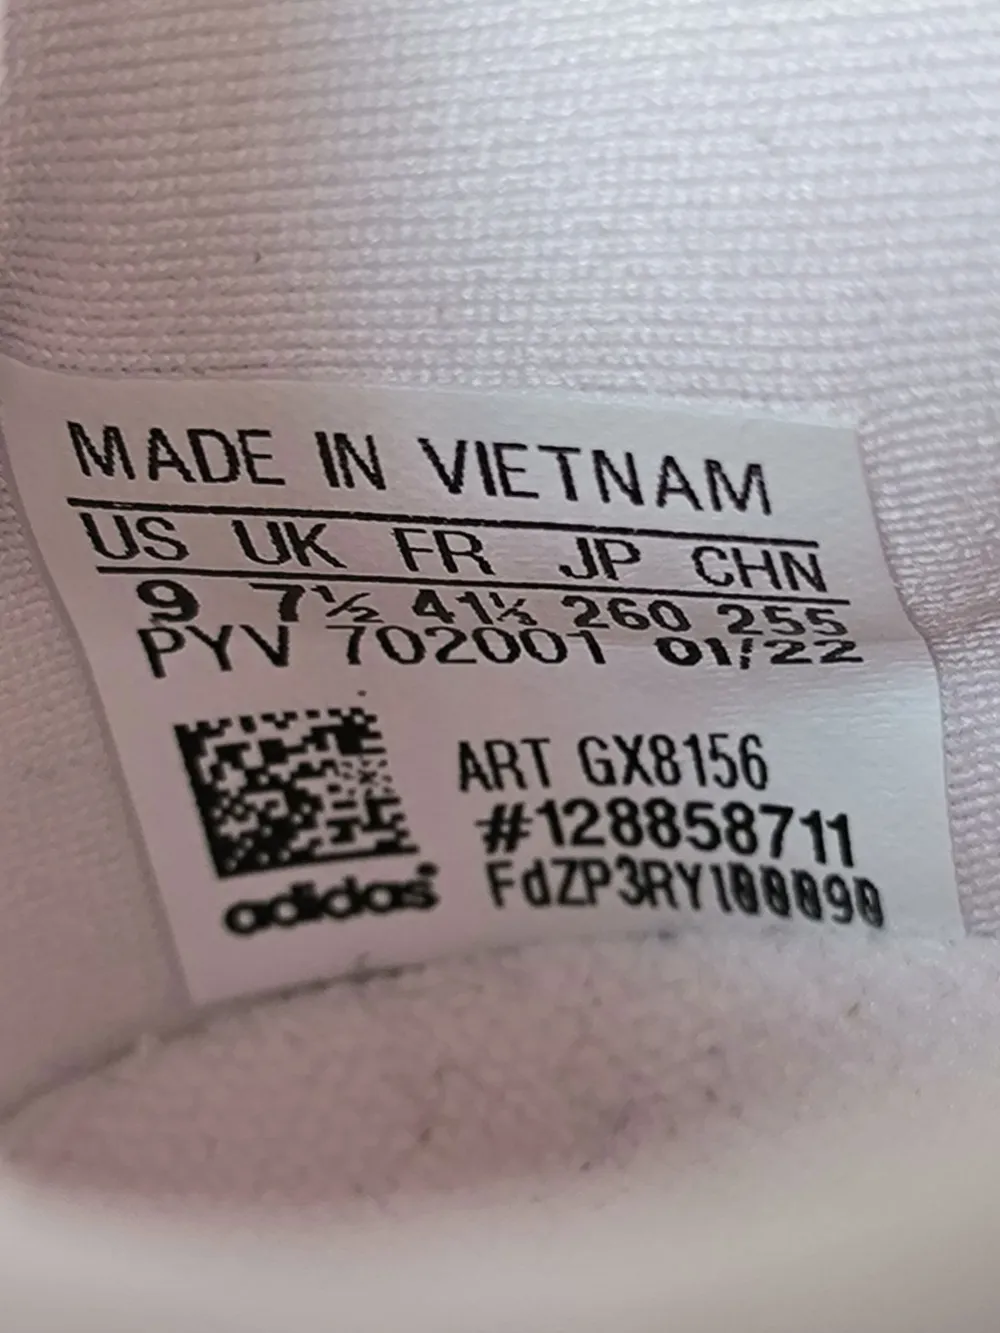 MADE IN VIETNAM
US UK FR JP CHN
9 7½ 41⅓ 260 255
PYV 702001 01/22
ART GX8156
#128858711
FdZP3RYl00090
adidas